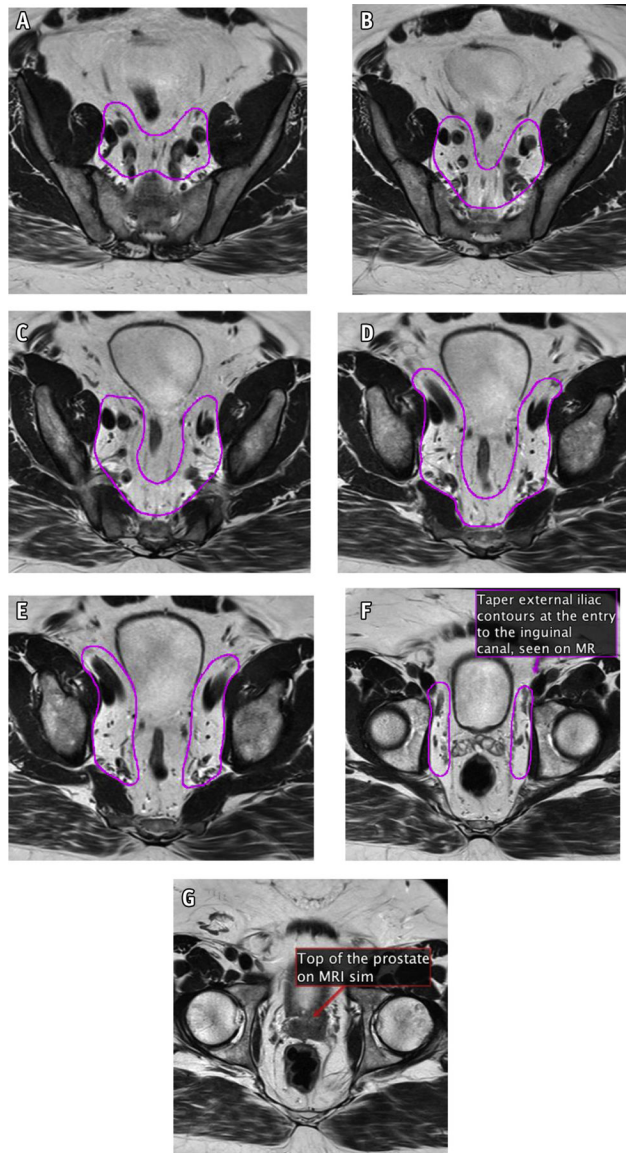 A
B
C
D
E
F
Taper external iliac
contours at the entry
to the inguinal
canal, seen on MR
G
Top of the prostate
on MRI sim